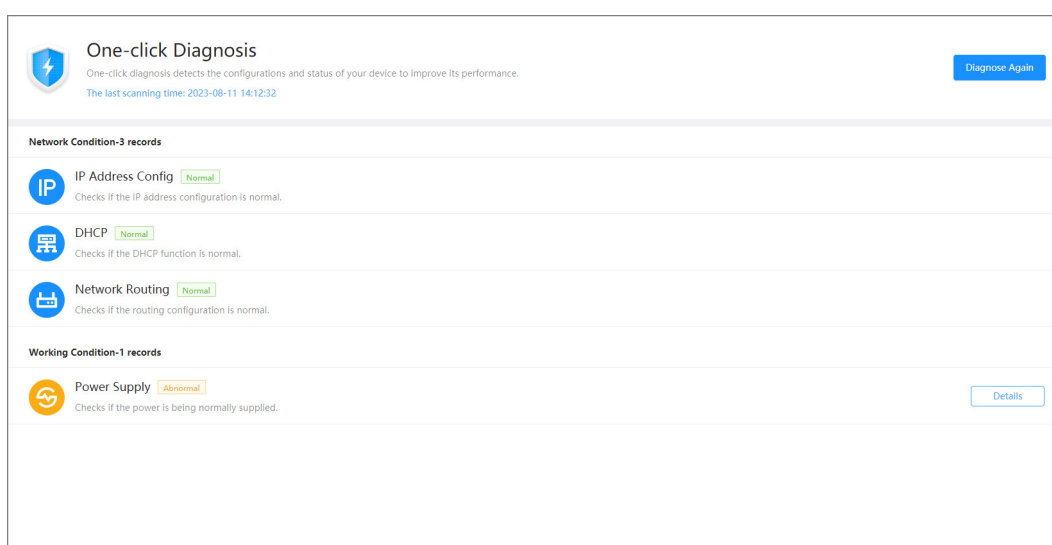 One-click Diagnosis
One-click diagnosis detects the configurations and status of your device to improve its performance.
The last scanning time: 2023-08-11 14:12:32
Diagnose Again
Network Condition-3 records
IP
IP Address Config Normal
Checks if the IP address configuration is normal.
DHCP Normal
Checks if the DHCP function is normal.
Network Routing Normal
Checks if the routing configuration is normal.
Working Condition-1 records
Power Supply Abnormal
Checks if the power is being normally supplied.
Details